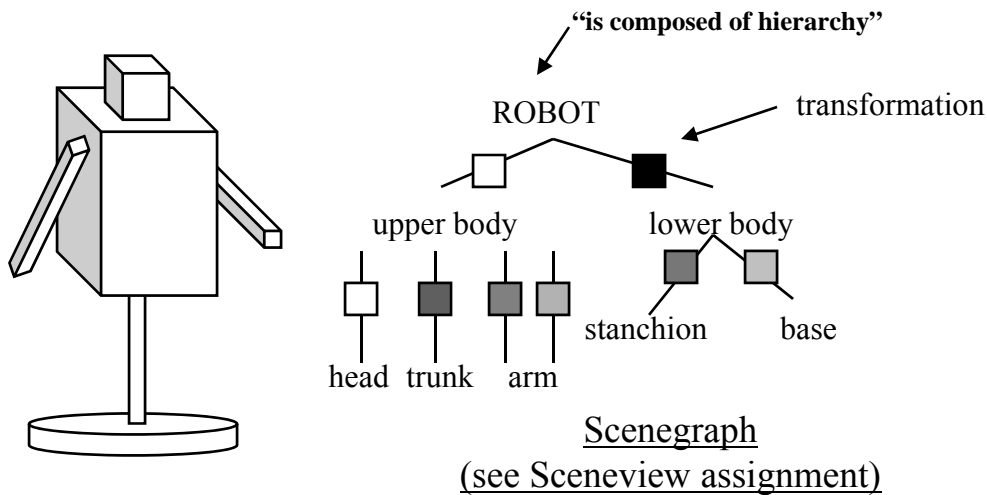 “is composed of hierarchy”
ROBOT
transformation
upper body
lower body
stanchion
base
head
trunk
arm
Scenegraph
(see Sceneview assignment)